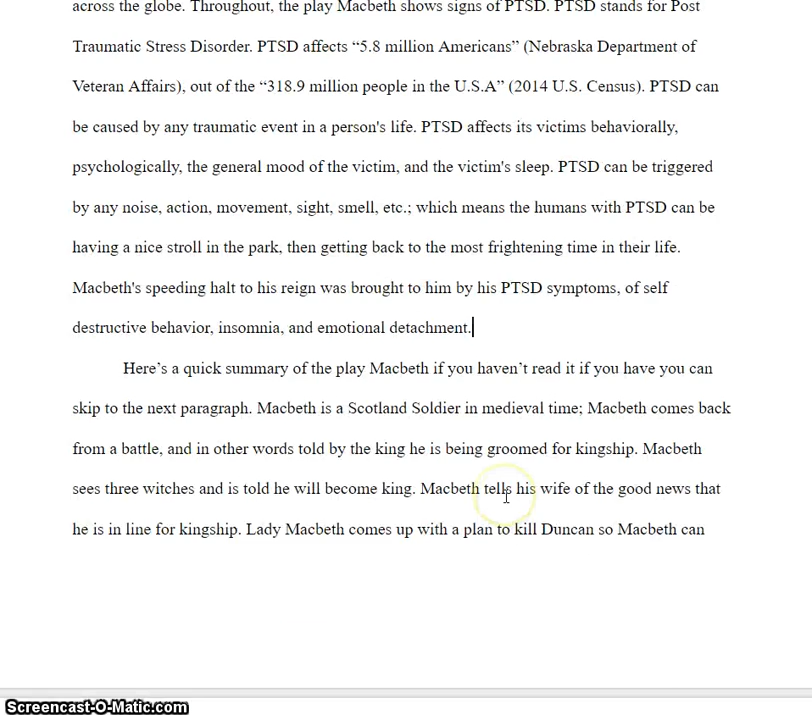 across the globe. Throughout, the play Macbeth shows signs of PTSD. PTSD stands for Post
Traumatic Stress Disorder. PTSD affects “5.8 million Americans” (Nebraska Department of
Veteran Affairs), out of the “318.9 million people in the U.S.A” (2014 U.S. Census). PTSD can
be caused by any traumatic event in a person's life. PTSD affects its victims behaviorally,
psychologically, the general mood of the victim, and the victim's sleep. PTSD can be triggered
by any noise, action, movement, sight, smell, etc.; which means the humans with PTSD can be
having a nice stroll in the park, then getting back to the most frightening time in their life.
Macbeth's speeding halt to his reign was brought to him by his PTSD symptoms, of self
destructive behavior, insomnia, and emotional detachment.
Here’s a quick summary of the play Macbeth if you haven’t read it if you have you can
skip to the next paragraph. Macbeth is a Scotland Soldier in medieval time; Macbeth comes back
from a battle, and in other words told by the king he is being groomed for kingship. Macbeth
sees three witches and is told he will become king. Macbeth tells his wife of the good news that
he is in line for kingship. Lady Macbeth comes up with a plan to kill Duncan so Macbeth can
Screencast-O-Matic.com